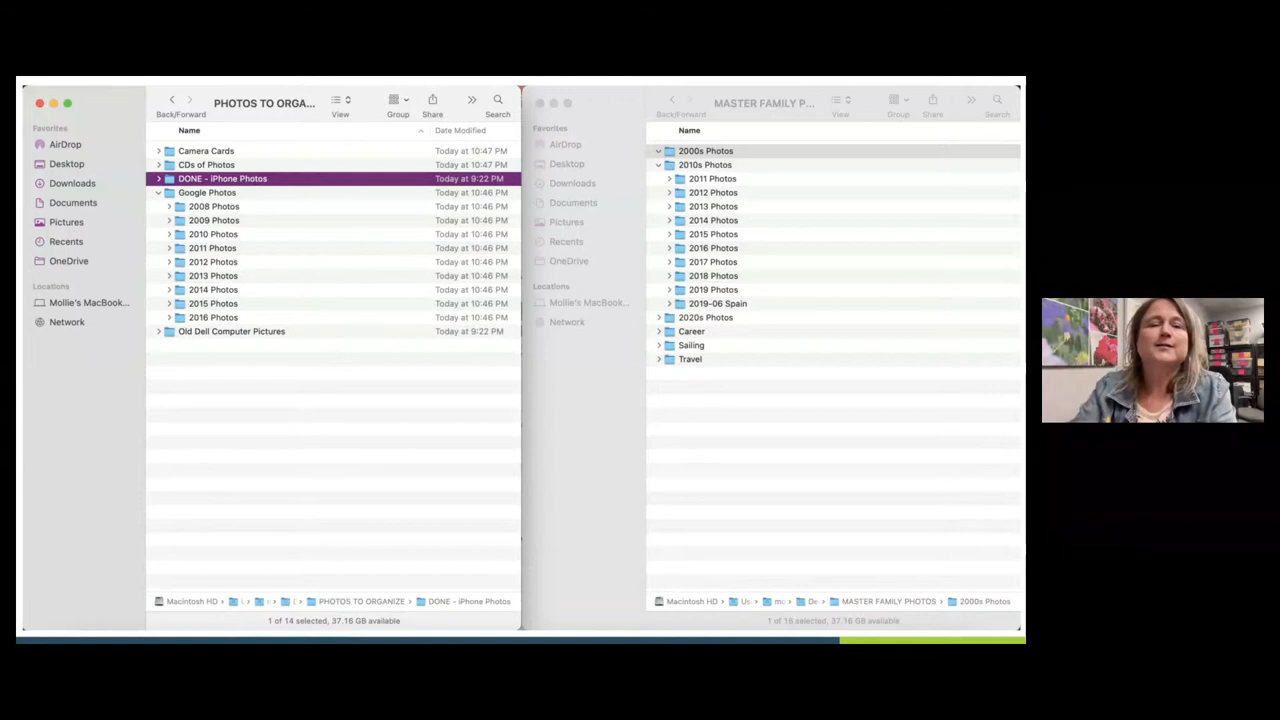 PHOTOS TO ORGA...
Back/Forward View Group Share Search
Favorites
AirDrop
Desktop
Downloads
Documents
Pictures
Recents
OneDrive
Locations
Mollie's MacBook...
Network
Name Date Modified
Camera Cards Today at 10:47 PM
CDs of Photos Today at 10:47 PM
DONE - iPhone Photos Today at 9:22 PM
Google Photos Today at 10:46 PM
2008 Photos Today at 10:46 PM
2009 Photos Today at 10:46 PM
2010 Photos Today at 10:46 PM
2011 Photos Today at 10:46 PM
2012 Photos Today at 10:46 PM
2013 Photos Today at 10:46 PM
2014 Photos Today at 10:46 PM
2015 Photos Today at 10:46 PM
2016 Photos Today at 10:46 PM
Old Dell Computer Pictures Today at 9:22 PM
Macintosh HD PHOTOS TO ORGANIZE DONE - iPhone Photos
1 of 14 selected, 37.16 GB available
MASTER FAMILY P...
Back/Forward View Group Share Search
Favorites
AirDrop
Desktop
Downloads
Documents
Pictures
Recents
OneDrive
Locations
Mollie's MacBook...
Network
Name
2000s Photos
2010s Photos
2011 Photos
2012 Photos
2013 Photos
2014 Photos
2015 Photos
2016 Photos
2017 Photos
2018 Photos
2019 Photos
2019-06 Spain
2020s Photos
Career
Sailing
Travel
Macintosh HD Us mc De MASTER FAMILY PHOTOS 2000s Photos
1 of 16 selected, 37.16 GB available